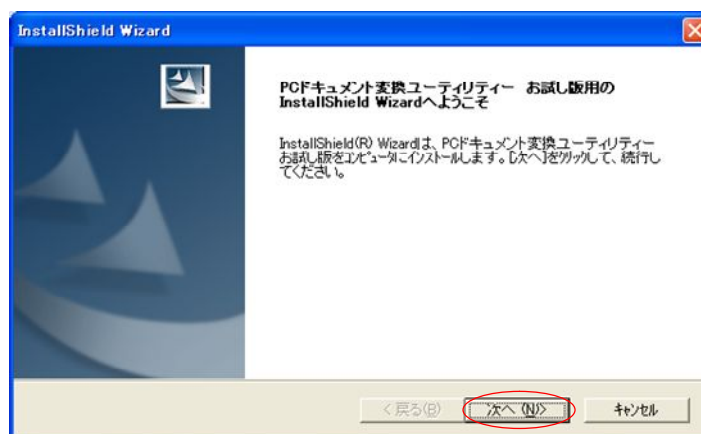 InstallShield Wizard
PCドキュメント変換ユーティリティー お試し版用の
InstallShield Wizardへようこそ
InstallShield(R) Wizardは、PCドキュメント変換ユーティリティー
お試し版をコンピュータにインストールします。[次へ]をクリックして、続行し
てください。
< 戻る(B)
次へ (N)>
キャンセル